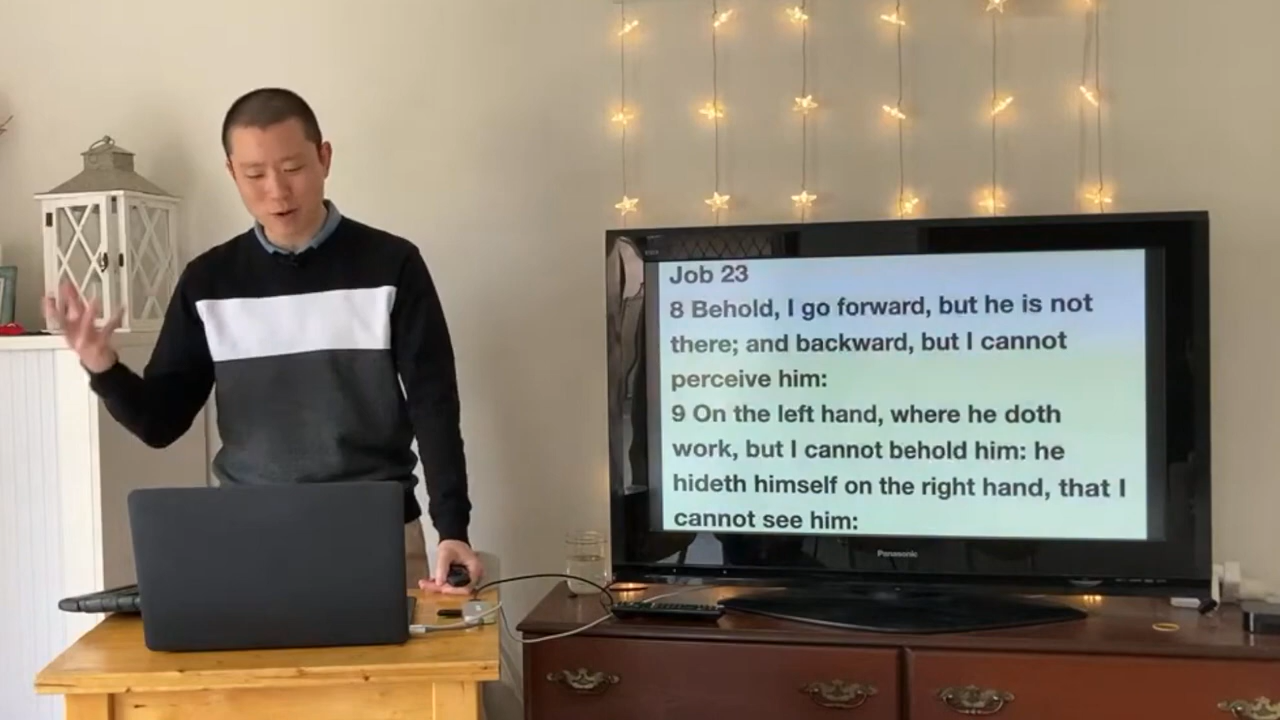 Job 23
8 Behold, I go forward, but he is not
there; and backward, but I cannot
perceive him:
9 On the left hand, where he doth
work, but I cannot behold him: he
hideth himself on the right hand, that I
cannot see him:
Panasonic